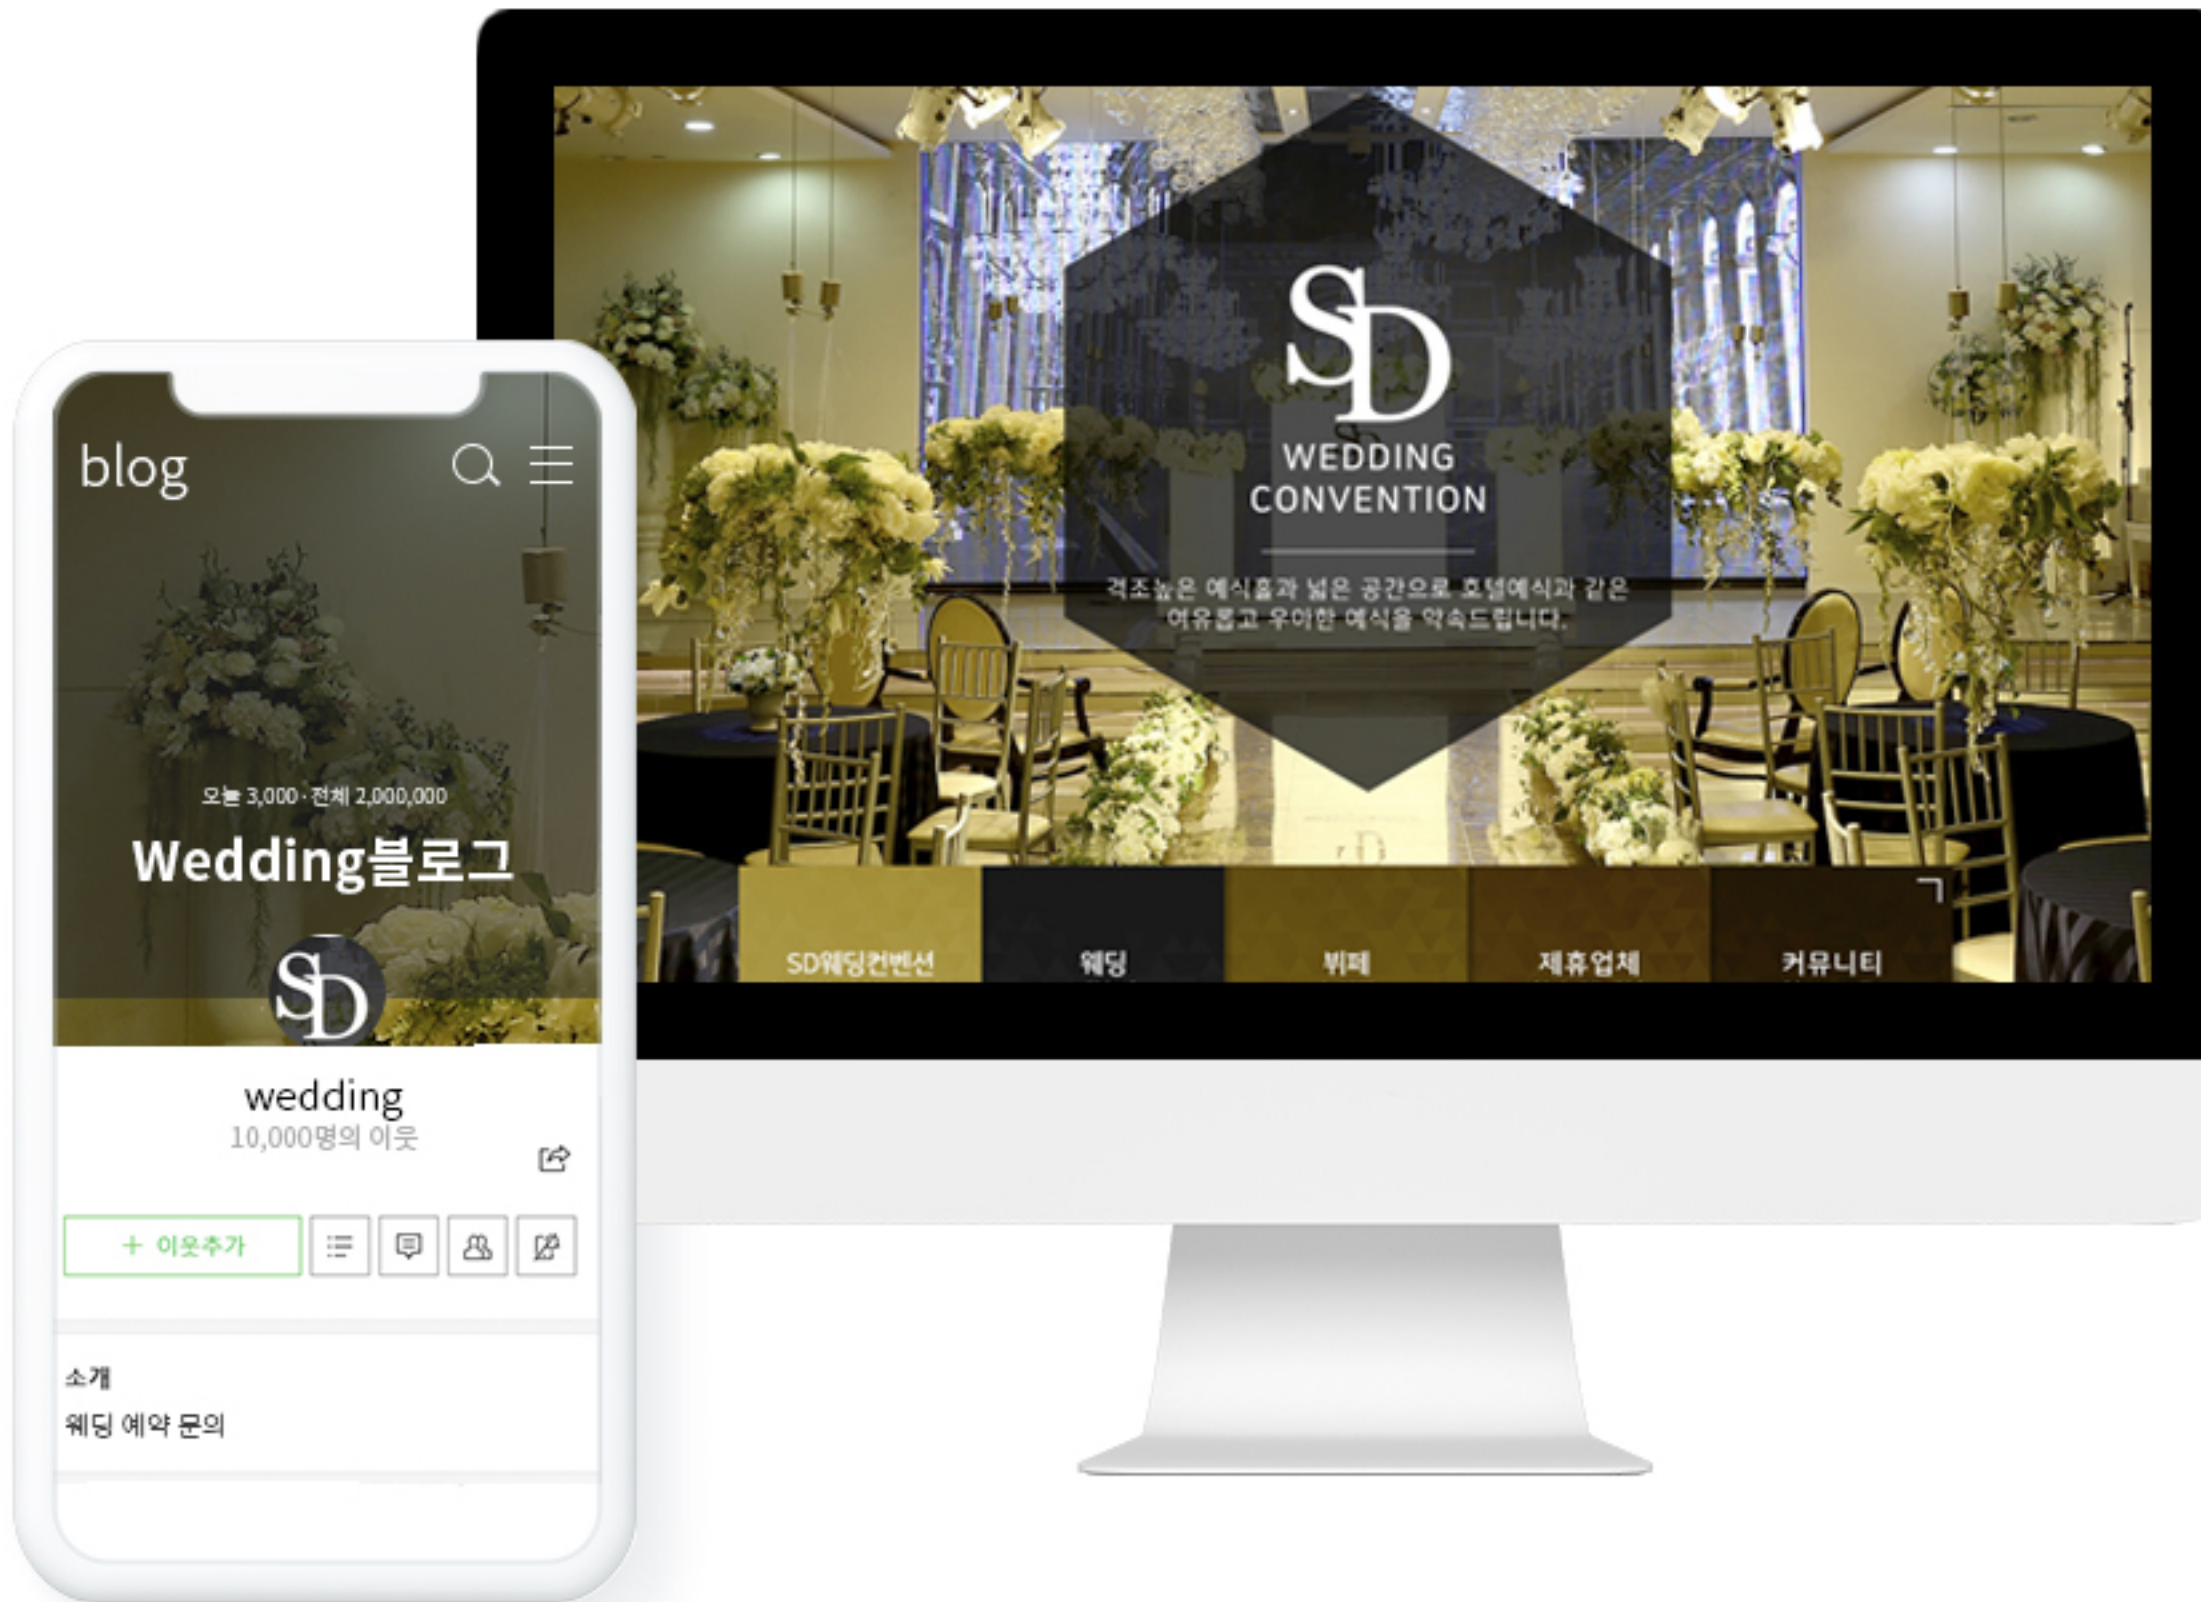 blog
오늘 3,000 · 전체 2,000,000
Wedding블로그
SD
wedding
10,000명의 이웃
+ 이웃추가
소개
웨딩 예약 문의
SD
WEDDING
CONVENTION
격조높은 예식홀과 넓은 공간으로 호텔예식과 같은
여유롭고 우아한 예식을 약속드립니다.
SD웨딩컨벤션
웨딩
뷔페
제휴업체
커뮤니티